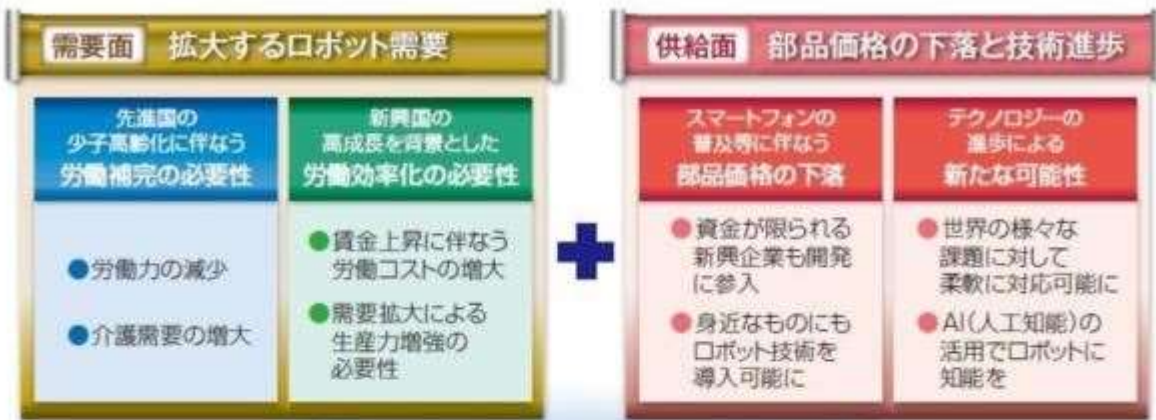 需要面 拡大するロボット需要
先進国の
少子高齢化に伴なう
労働補完の必要性
●労働力の減少
●介護需要の増大
新興国の
高成長を背景とした
労働効率化の必要性
●賃金上昇に伴なう
労働コストの増大
●需要拡大による
生産力増強の
必要性
供給面 部品価格の下落と技術進歩
スマートフォンの
普及等に伴なう
部品価格の下落
●資金が限られる
新興企業も開発
に参入
●身近なものにも
ロボット技術を
導入可能に
テクノロジーの
進歩による
新たな可能性
●世界の様々な
課題に対して
柔軟に対応可能に
●AI(人工知能)の
活用でロボットに
知能を